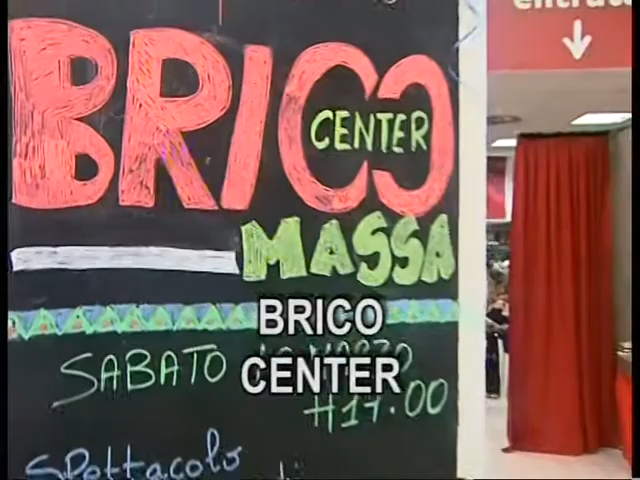 entrata
BRICO
CENTER
MASSA
BRICO
CENTER
SABATO
H17.00
Spettacolo